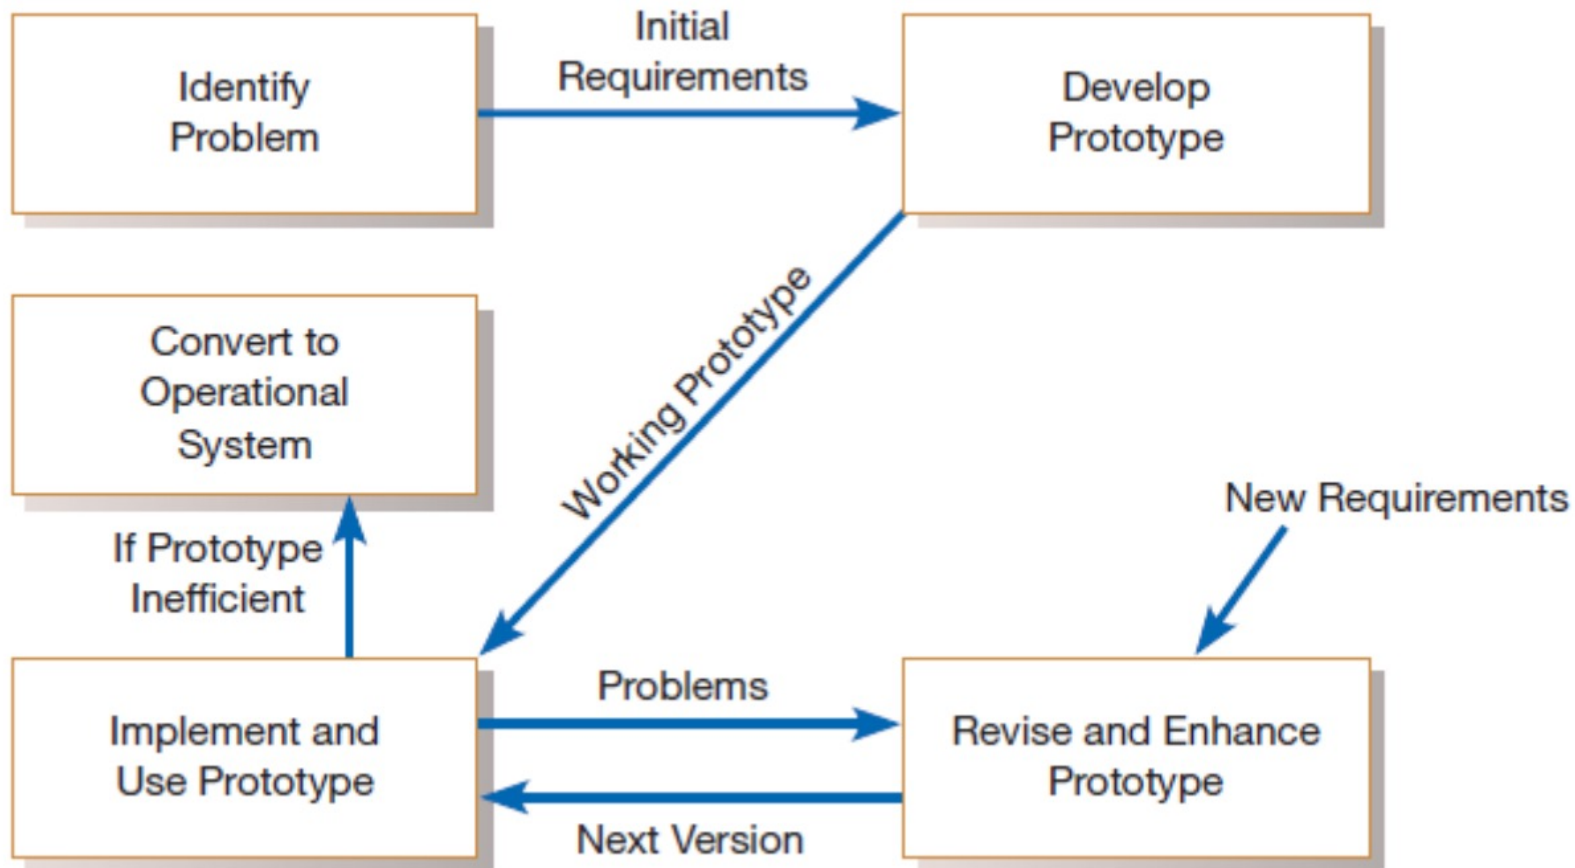 Identify
Problem
Initial
Requirements
Develop
Prototype
Working Prototype
Convert to
Operational
System
If Prototype
Inefficient
New Requirements
Implement and
Use Prototype
Problems
Next Version
Revise and Enhance
Prototype